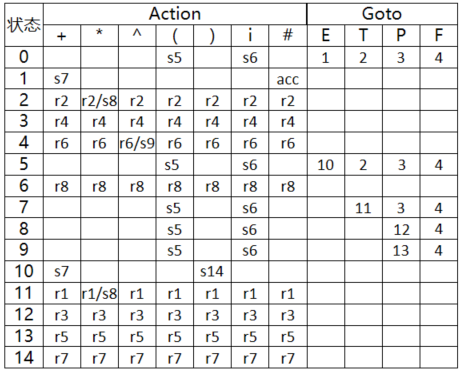 状态 Action Goto
+ * ^ ( ) i # E T P F
0 s5 s6 1 2 3 4
1 s7 acc
2 r2 r2/s8 r2 r2 r2 r2 r2
3 r4 r4 r4 r4 r4 r4 r4
4 r6 r6 r6/s9 r6 r6 r6 r6
5 s5 s6 10 2 3 4
6 r8 r8 r8 r8 r8 r8 r8
7 s5 s6 11 3 4
8 s5 s6 12 4
9 s5 s6 13 4
10 s7 s14
11 r1 r1/s8 r1 r1 r1 r1 r1
12 r3 r3 r3 r3 r3 r3 r3
13 r5 r5 r5 r5 r5 r5 r5
14 r7 r7 r7 r7 r7 r7 r7